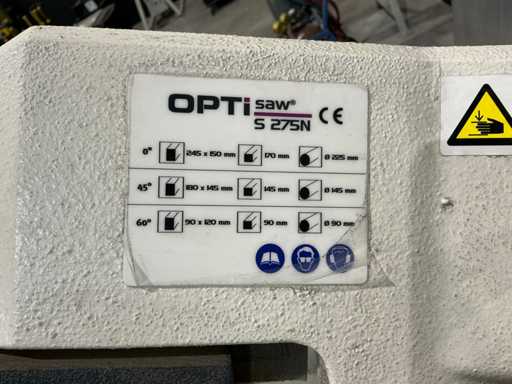 OPTi saw®
S 275N CE
0° 245 x 150 mm 170 mm Ø 225 mm
45° 180 x 145 mm 145 mm Ø 145 mm
60° 90 x 120 mm 90 mm Ø 90 mm